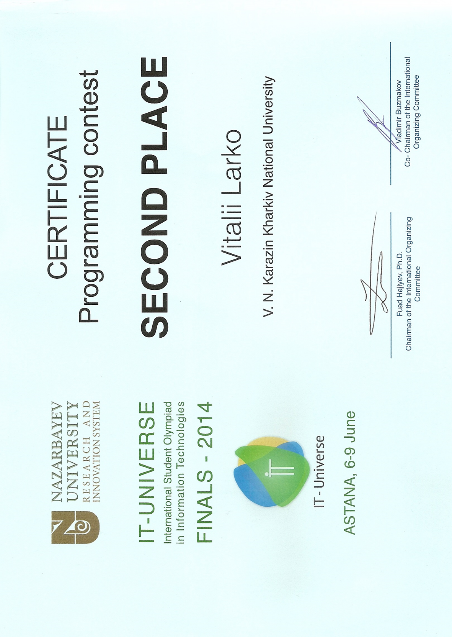 NAZARBAYEV
UNIVERSITY
RESEARCH AND
INNOVATION SYSTEM
IT-UNIVERSE
International Student Olympiad
in Information Technologies
FINALS - 2014
IT
IT - Universe
ASTANA, 6-9 June
CERTIFICATE
Programming contest
SECOND PLACE
Vitalii Larko
V. N. Karazin Kharkiv National University
Fuad Hejiyev, Ph.D.
Chairman of the International Organizing
Committee
Vladimir Buzmakov
Co- Chairman of the International
Organizing Committee